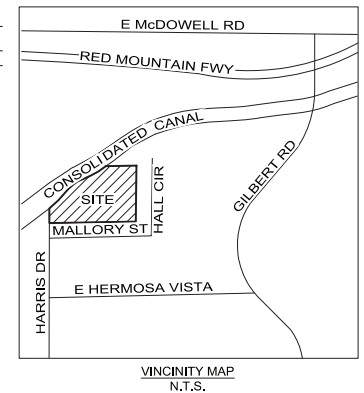 E McDOWELL RD
RED MOUNTAIN FWY
CONSOLIDATED CANAL
SITE
HALL CIR
GILBERT RD
MALLORY ST
HARRIS DR
E HERMOSA VISTA
VINCINITY MAP
N.T.S.